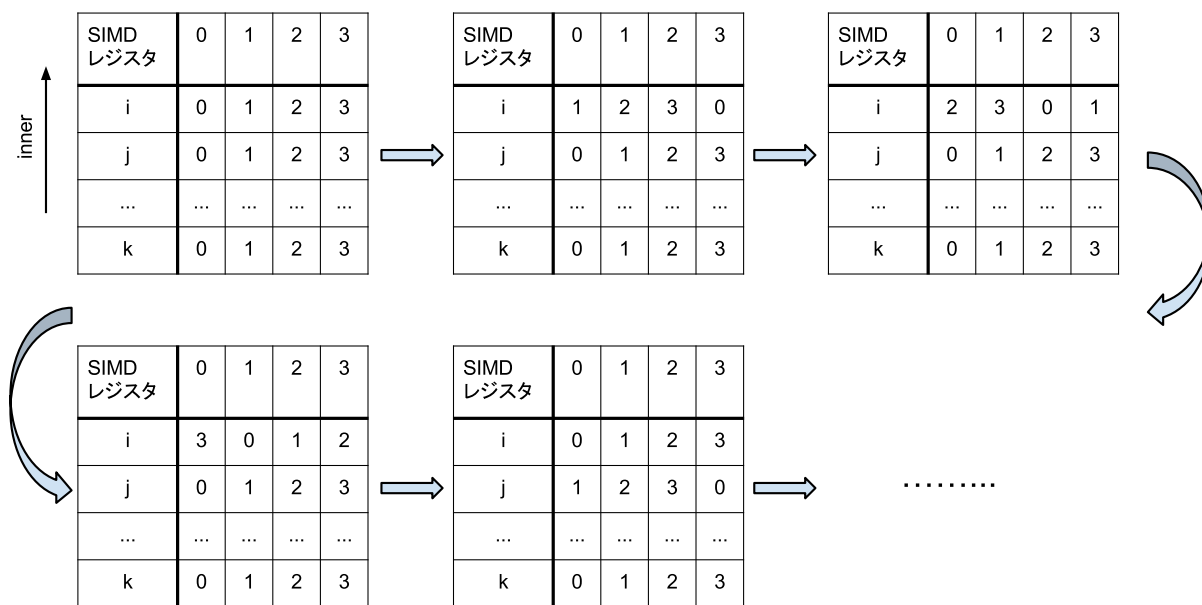 SIMD
レジスタ 0 1 2 3
i 0 1 2 3
j 0 1 2 3
... ... ... ... ...
k 0 1 2 3
SIMD
レジスタ 0 1 2 3
i 1 2 3 0
j 0 1 2 3
... ... ... ... ...
k 0 1 2 3
SIMD
レジスタ 0 1 2 3
i 2 3 0 1
j 0 1 2 3
... ... ... ... ...
k 0 1 2 3
inner
SIMD
レジスタ 0 1 2 3
i 3 0 1 2
j 0 1 2 3
... ... ... ... ...
k 0 1 2 3
SIMD
レジスタ 0 1 2 3
i 0 1 2 3
j 1 2 3 0
... ... ... ... ...
k 0 1 2 3
.........